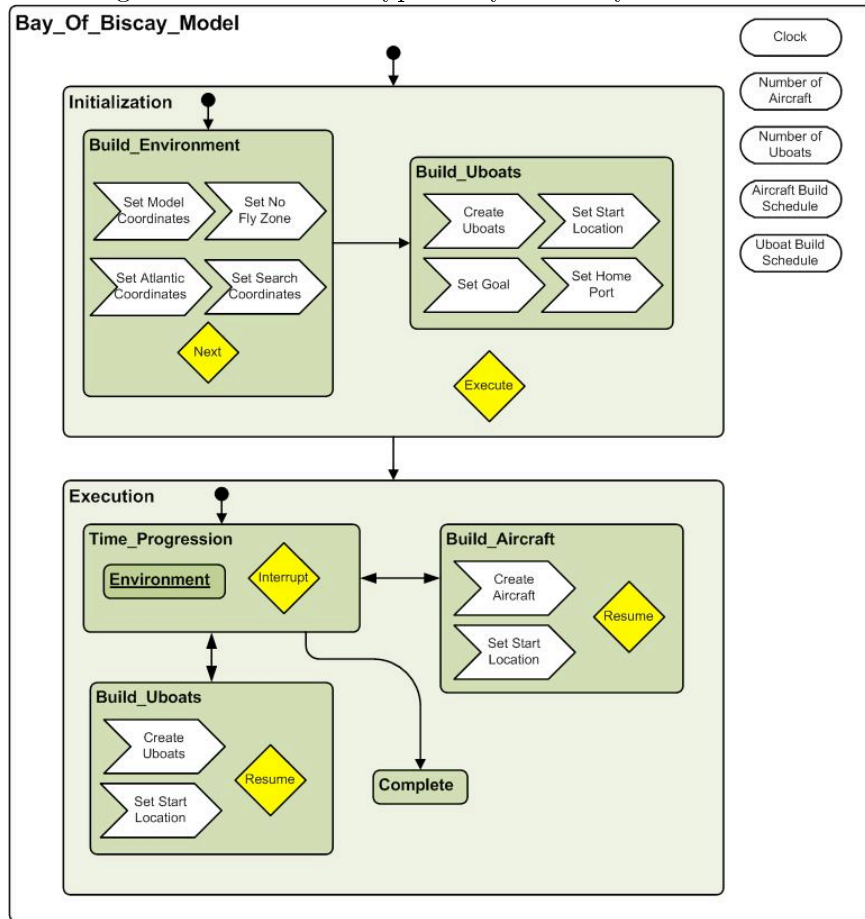 Bay_Of_Biscay_Model
Clock
Number of
Aircraft
Number of
Uboats
Aircraft Build
Schedule
Uboat Build
Schedule
Initialization
Build_Environment
Set Model
Coordinates
Set No
Fly Zone
Set Atlantic
Coordinates
Set Search
Coordinates
Next
Build_Uboats
Create
Uboats
Set Start
Location
Set Goal
Set Home
Port
Execute
Execution
Time_Progression
Environment
Interrupt
Build_Aircraft
Create
Aircraft
Set Start
Location
Resume
Build_Uboats
Create
Uboats
Set Start
Location
Resume
Complete